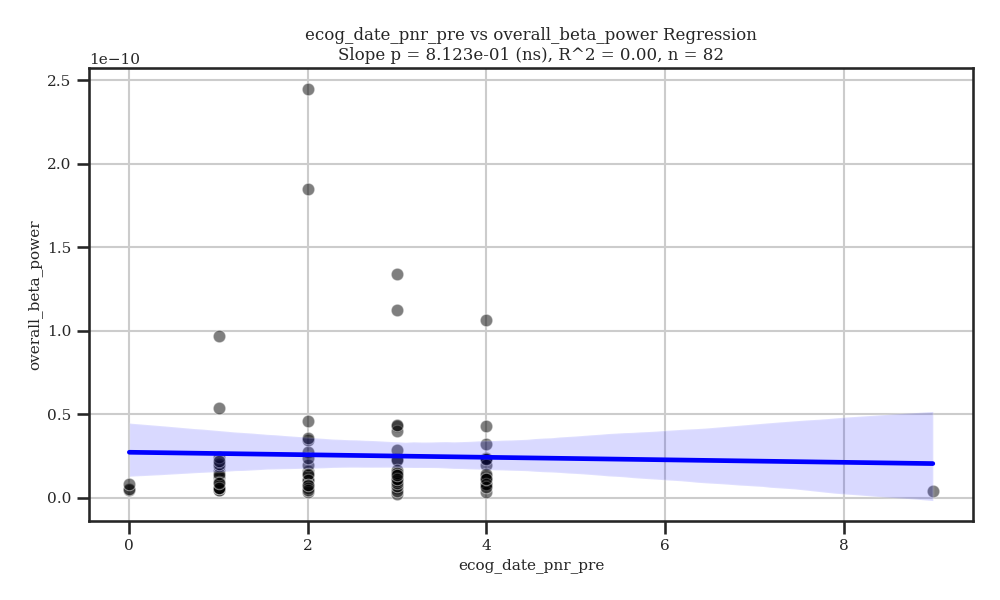 ecog_date_pnr_pre vs overall_beta_power Regression
Slope p = 8.123e-01 (ns), R^2 = 0.00, n = 82
1e−10
2.5
2.0
1.5
1.0
0.5
0.0
overall_beta_power
0 2 4 6 8
ecog_date_pnr_pre